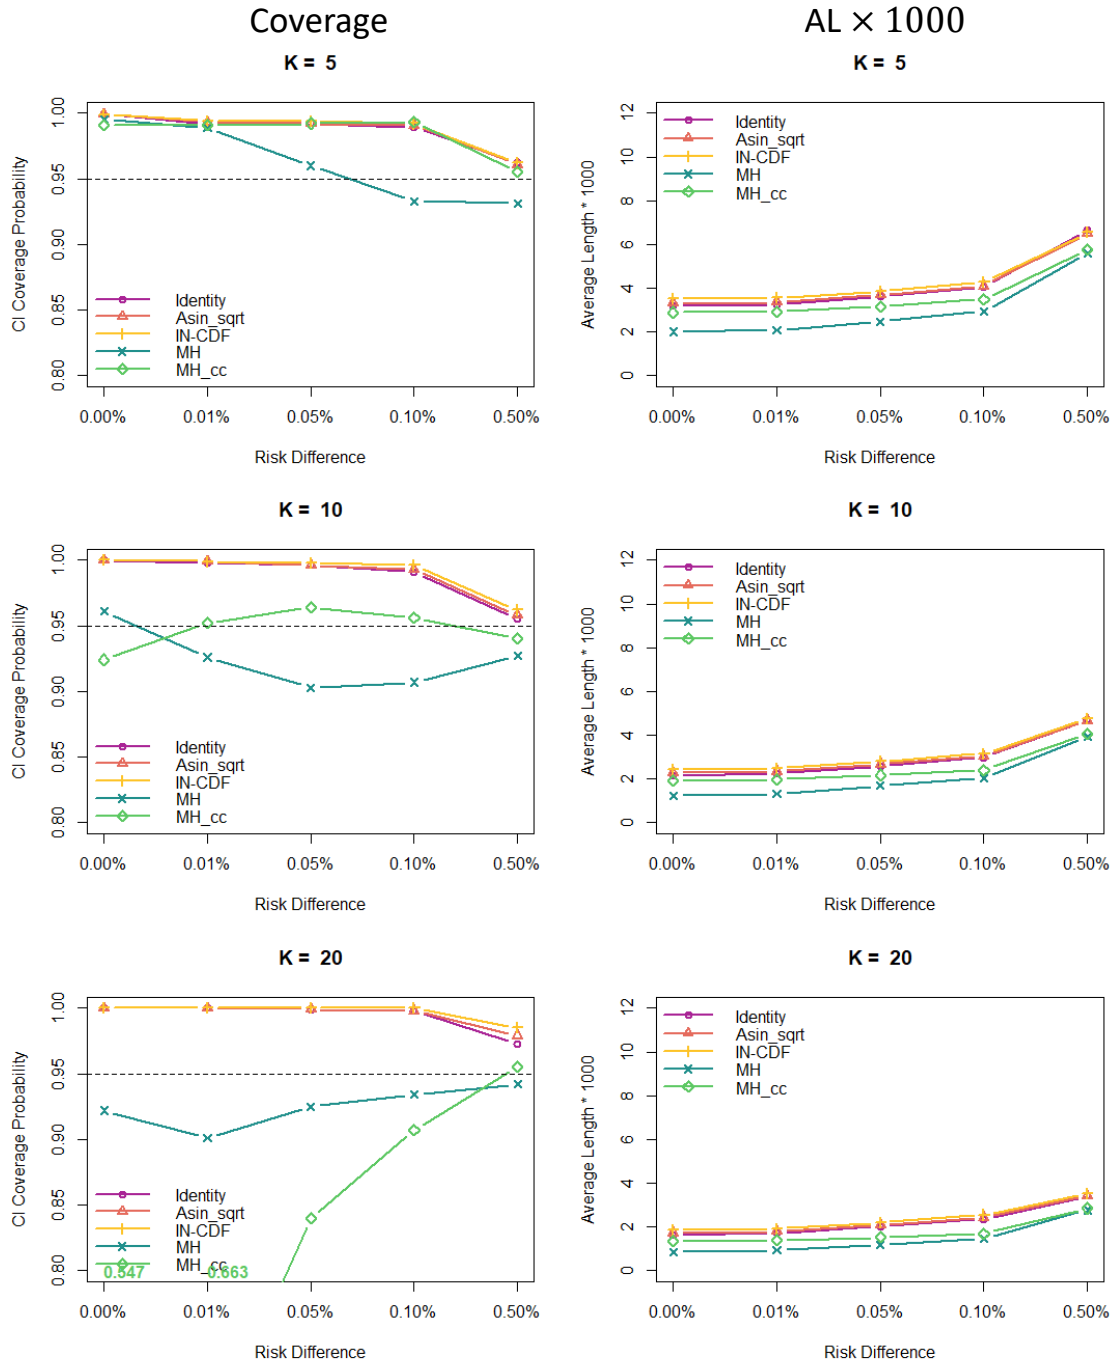 Coverage
AL × 1000
K = 5
CI Coverage Probability
1.00
0.95
0.90
0.85
0.80
Identity
Asin_sqrt
IN-CDF
MH
MH_cc
0.00%
0.01%
0.05%
0.10%
0.50%
Risk Difference
K = 5
Average Length * 1000
12
10
8
6
4
2
0
Identity
Asin_sqrt
IN-CDF
MH
MH_cc
0.00%
0.01%
0.05%
0.10%
0.50%
Risk Difference
K = 10
CI Coverage Probability
1.00
0.95
0.90
0.85
0.80
Identity
Asin_sqrt
IN-CDF
MH
MH_cc
0.00%
0.01%
0.05%
0.10%
0.50%
Risk Difference
K = 10
Average Length * 1000
12
10
8
6
4
2
0
Identity
Asin_sqrt
IN-CDF
MH
MH_cc
0.00%
0.01%
0.05%
0.10%
0.50%
Risk Difference
K = 20
CI Coverage Probability
1.00
0.95
0.90
0.85
0.80
Identity
Asin_sqrt
IN-CDF
MH
MH_cc
0.547
0.663
0.00%
0.01%
0.05%
0.10%
0.50%
Risk Difference
K = 20
Average Length * 1000
12
10
8
6
4
2
0
Identity
Asin_sqrt
IN-CDF
MH
MH_cc
0.00%
0.01%
0.05%
0.10%
0.50%
Risk Difference